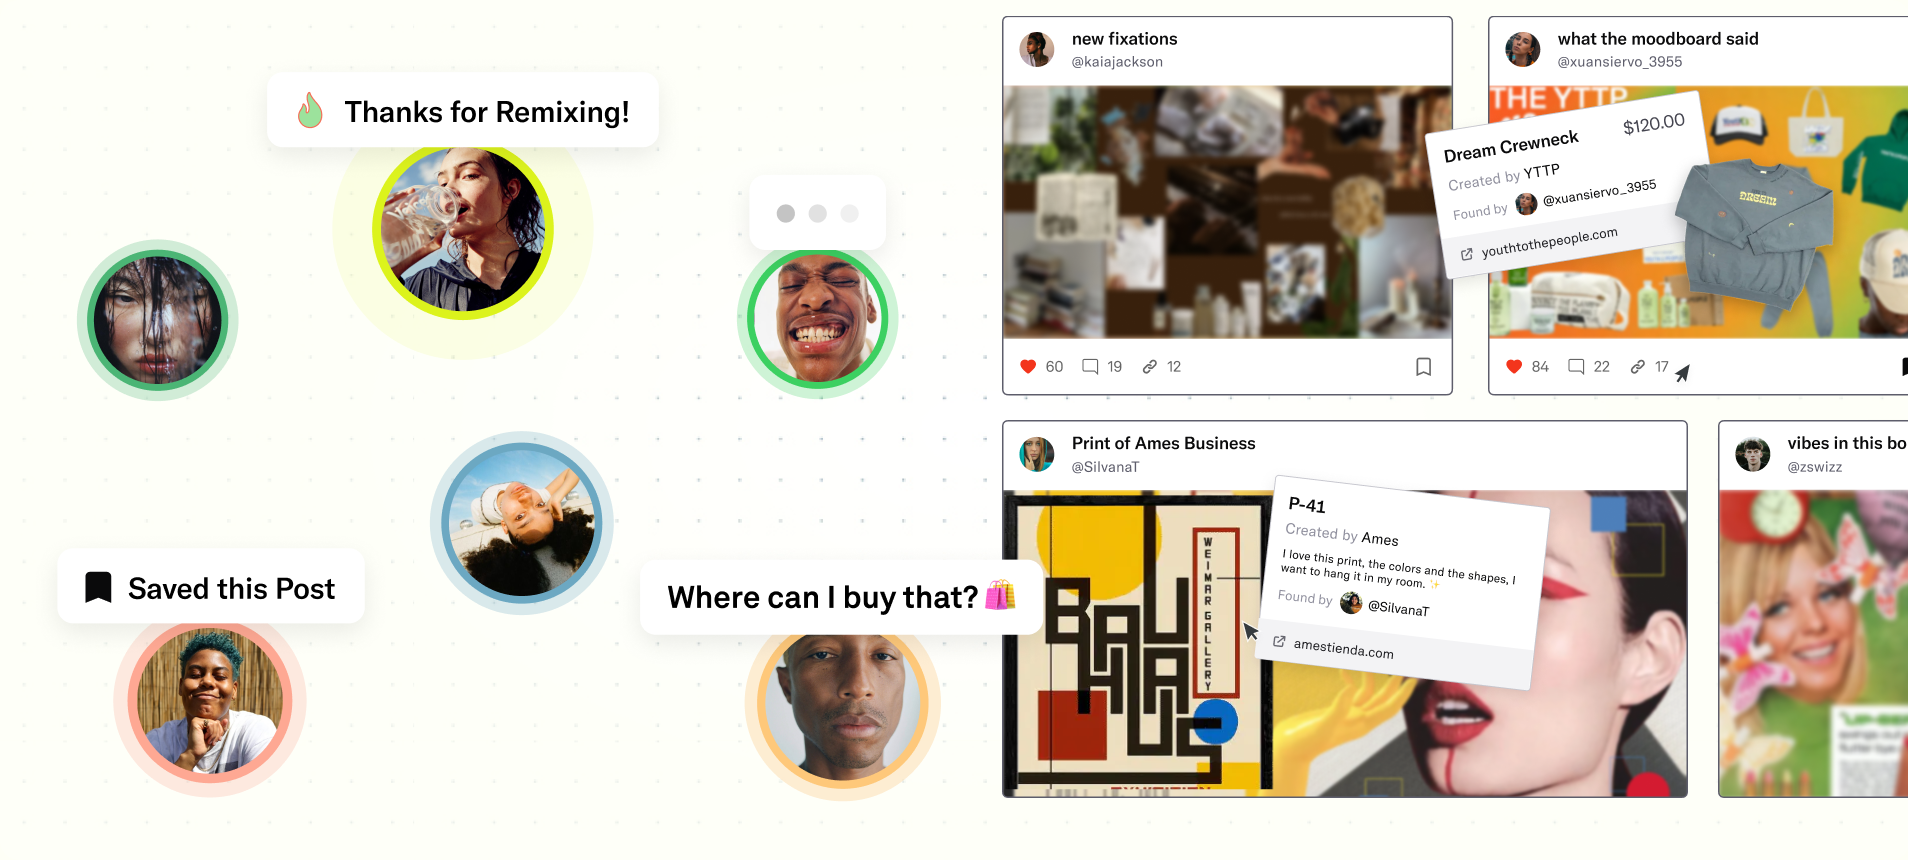 Thanks for Remixing!
Saved this Post
Where can I buy that? 🛍️
new fixations
@kaiajackson
60
19
12
what the moodboard said
@xuansiervo_3955
THE YTTP
Dream Crewneck
$120.00
Created by YTTP
Found by @xuansiervo_3955
youthtothepeople.com
DREAM
84
22
17
Print of Ames Business
@SilvanaT
P-41
Created by Ames
I love this print, the colors and the shapes, I
want to hang it in my room. ✨
Found by @SilvanaT
amestienda.com
WEIMAR GALLERY
BAUHAUS
vibes in this bo
@zswizz